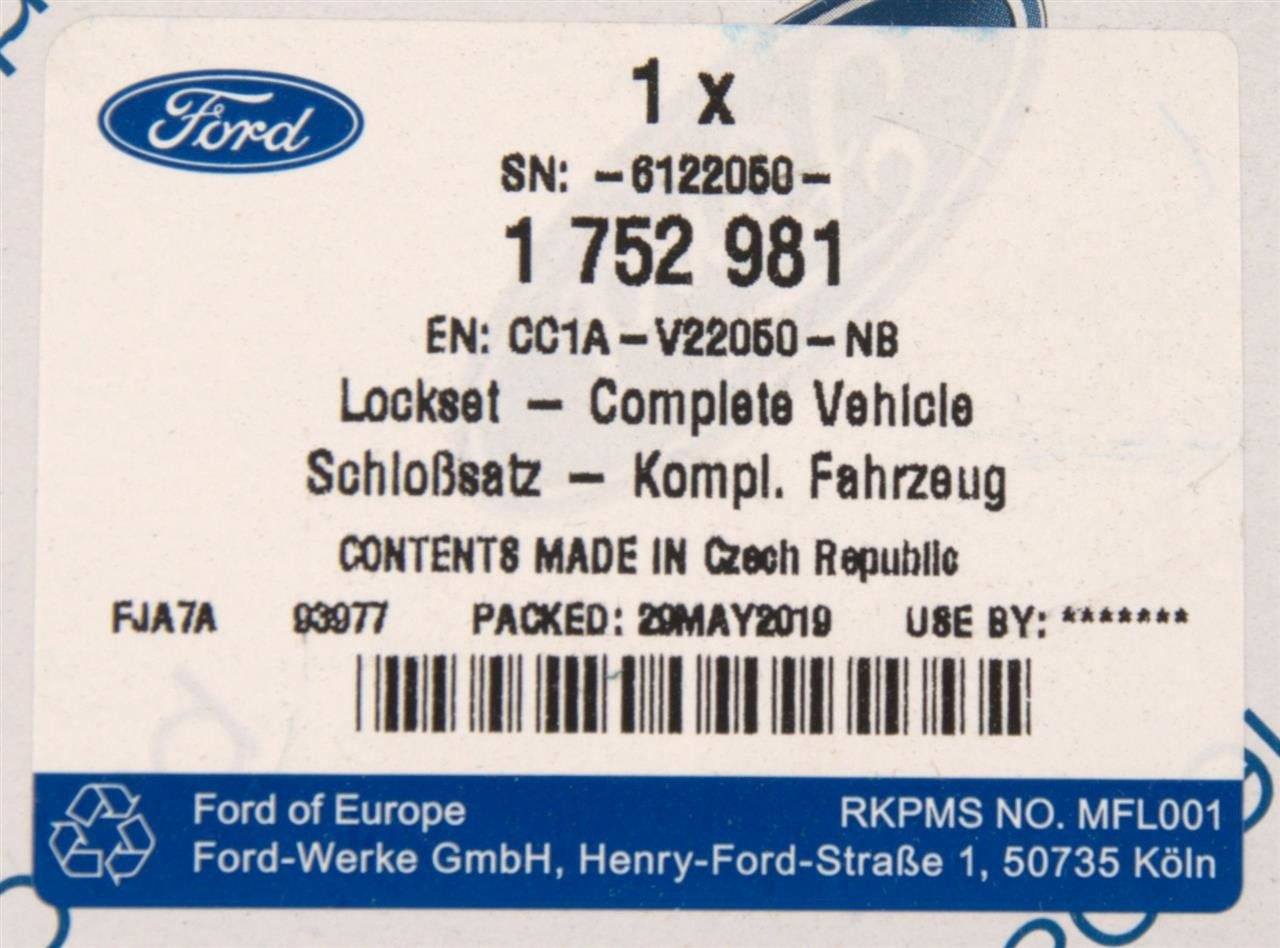 Ford
1 x
SN: -6122050-
1 752 981
EN: CC1A-V22050-NB
Lockset - Complete Vehicle
Schloßsatz - Kompl. Fahrzeug
CONTENTS MADE IN Czech Republic
FJA7A 93977 PACKED: 29MAY2019 USE BY: *******
Ford of Europe RKPMS NO. MFL001
Ford-Werke GmbH, Henry-Ford-Straße 1, 50735 Köln